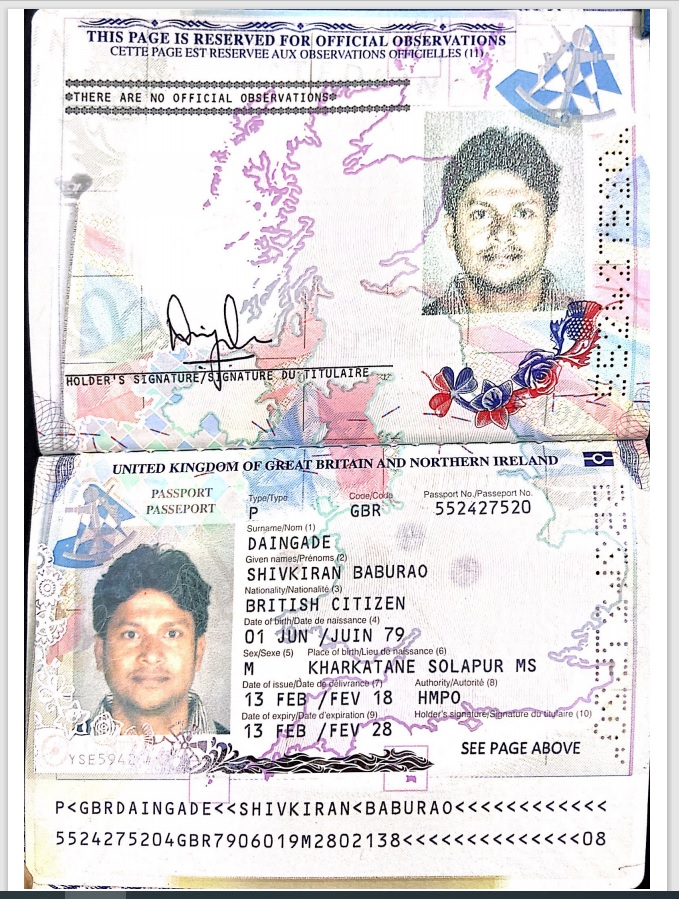 THIS PAGE IS RESERVED FOR OFFICIAL OBSERVATIONS
CETTE PAGE EST RESERVEE AUX OBSERVATIONS OFFICIELLES (11)
*THERE ARE NO OFFICIAL OBSERVATIONS*
HOLDER'S SIGNATURE/SIGNATURE DU TITULAIRE
UNITED KINGDOM OF GREAT BRITAIN AND NORTHERN IRELAND
PASSPORT
PASSEPORT
Type/Type Code/Code Passport No./Passeport No.
P GBR 552427520
Surname/Nom (1)
DAINGADE
Given names/Prénoms (2)
SHIVKIRAN BABURAO
Nationality/Nationalité (3)
BRITISH CITIZEN
Date of birth/Date de naissance (4)
01 JUN /JUIN 79
Sex/Sexe (5) Place of birth/Lieu de naissance (6)
M KHARKATANE SOLAPUR MS
Date of issue/Date de délivrance (7) Authority/Autorité (8)
13 FEB /FEV 18 HMPO
Date of expiry/Date d'expiration (9) Holder's signature/Signature du titulaire (10)
13 FEB /FEV 28
SEE PAGE ABOVE
P<GBRDAINGADE<<SHIVKIRAN<BABURAO<<<<<<<<<<<<
5524275204GBR7906019M2802138<<<<<<<<<<<<<<08